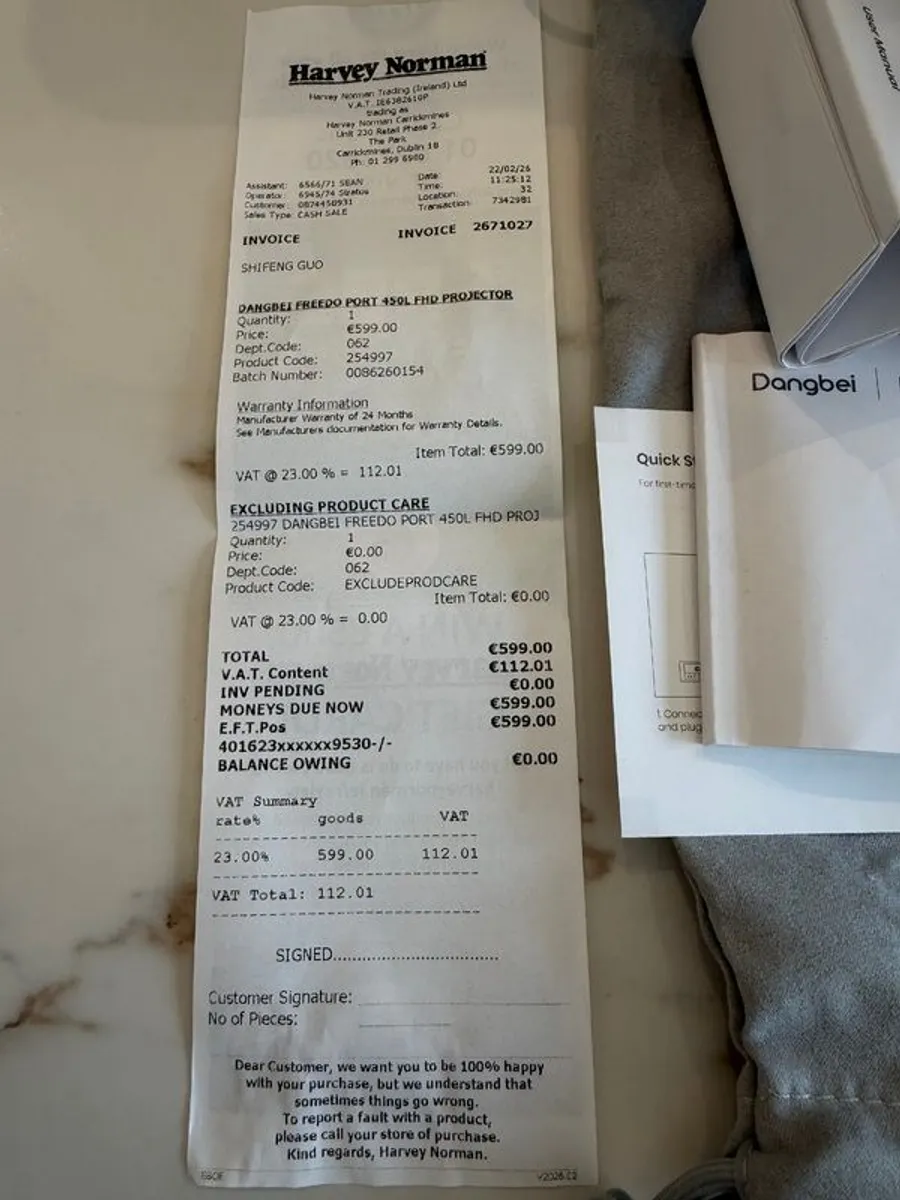 Harvey Norman
Harvey Norman Trading (Ireland) Ltd
V.A.T. IE6382610P
trading as
Harvey Norman Carrickmines
Unit 230 Retail Phase 2.
The Park
Carrickmines, Dublin 18
Ph: 01 299 6980
Assistant: 6566/71 SEAN
Operator: 6945/74 Stratos
Customer: 0874450931
Sales Type: CASH SALE
Date: 22/02/26
Time: 11:25:12
Location: 32
Transaction: 7342981
INVOICE INVOICE 2671027
SHIFENG GUO
DANGBEI FREEDO PORT 450L FHD PROJECTOR
Quantity: 1
Price: €599.00
Dept.Code: 062
Product Code: 254997
Batch Number: 0086260154
Warranty Information
Manufacturer Warranty of 24 Months
See Manufacturers documentation for Warranty Details.
Item Total: €599.00
VAT @ 23.00 % = 112.01
EXCLUDING PRODUCT CARE
254997 DANGBEI FREEDO PORT 450L FHD PROJ
Quantity: 1
Price: €0.00
Dept.Code: 062
Product Code: EXCLUDEPRODCARE
Item Total: €0.00
VAT @ 23.00 % = 0.00
TOTAL €599.00
V.A.T. Content €112.01
INV PENDING €0.00
MONEYS DUE NOW €599.00
E.F.T.Pos €599.00
401623xxxxxx9530-/-
BALANCE OWING €0.00
VAT Summary
rate% goods VAT
23.00% 599.00 112.01
VAT Total: 112.01
SIGNED..................................
Customer Signature:
No of Pieces:
Dear Customer, we want you to be 100% happy
with your purchase, but we understand that
sometimes things go wrong.
To report a fault with a product,
please call your store of purchase.
Kind regards, Harvey Norman.
User Manual
Dangbei
Quick
For first-time
1. Connec
and plug